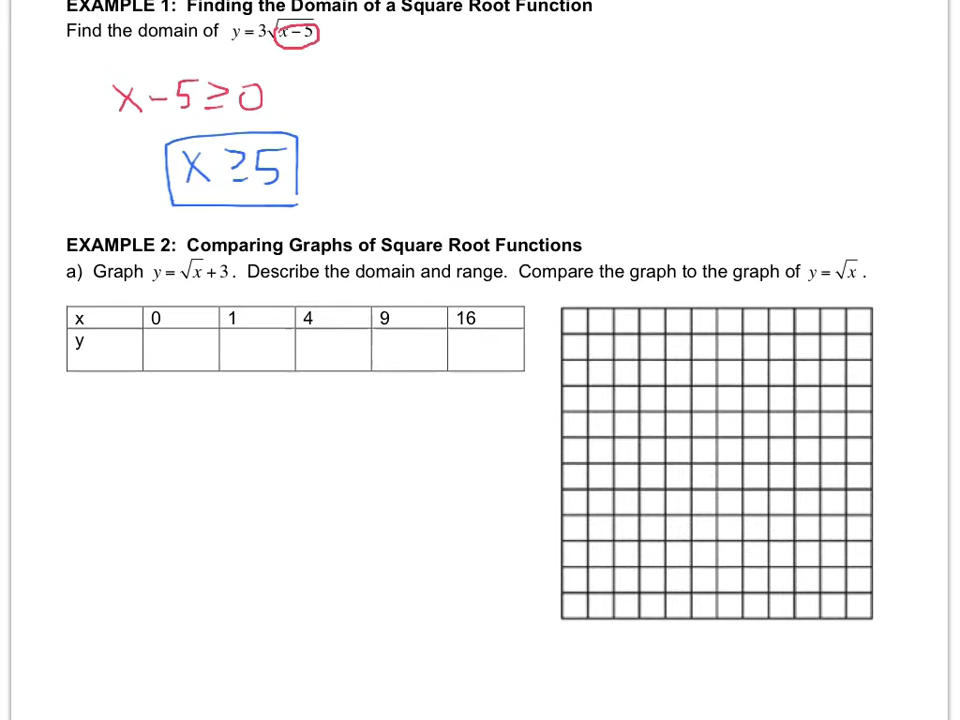 EXAMPLE 1: Finding the Domain of a Square Root Function
Find the domain of y = 3√x − 5
x − 5 ≥ 0
x ≥ 5
EXAMPLE 2: Comparing Graphs of Square Root Functions
a) Graph y = √x + 3 . Describe the domain and range. Compare the graph to the graph of y = √x .
x 0 1 4 9 16
y